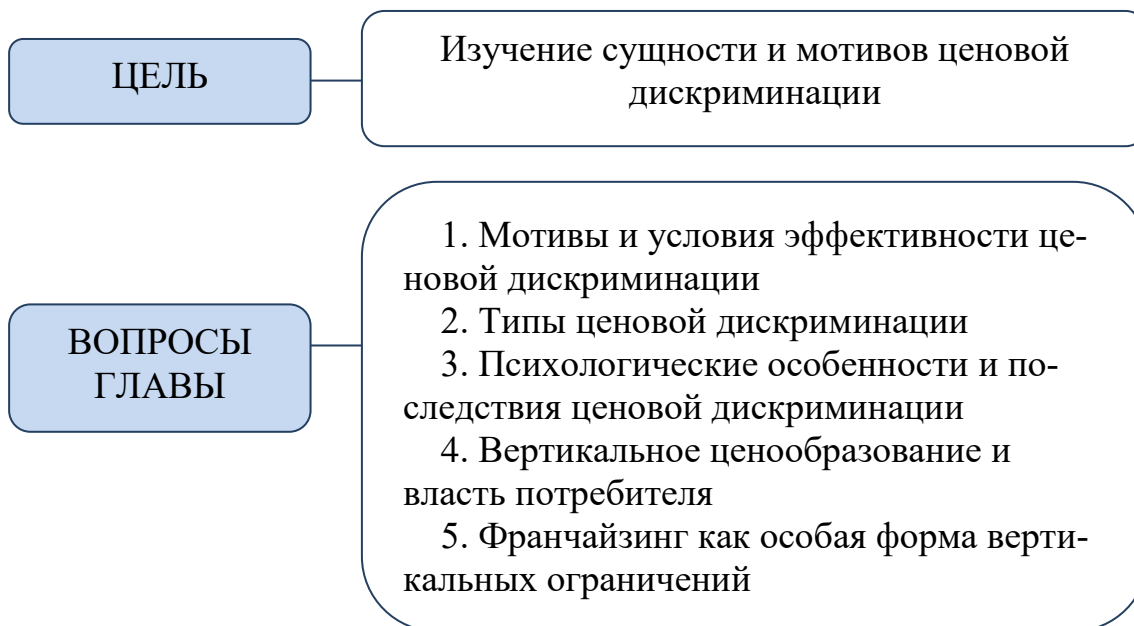 ЦЕЛЬ
Изучение сущности и мотивов ценовой
дискриминации
ВОПРОСЫ
ГЛАВЫ
1. Мотивы и условия эффективности це-
новой дискриминации
2. Типы ценовой дискриминации
3. Психологические особенности и по-
следствия ценовой дискриминации
4. Вертикальное ценообразование и
власть потребителя
5. Франчайзинг как особая форма верти-
кальных ограничений